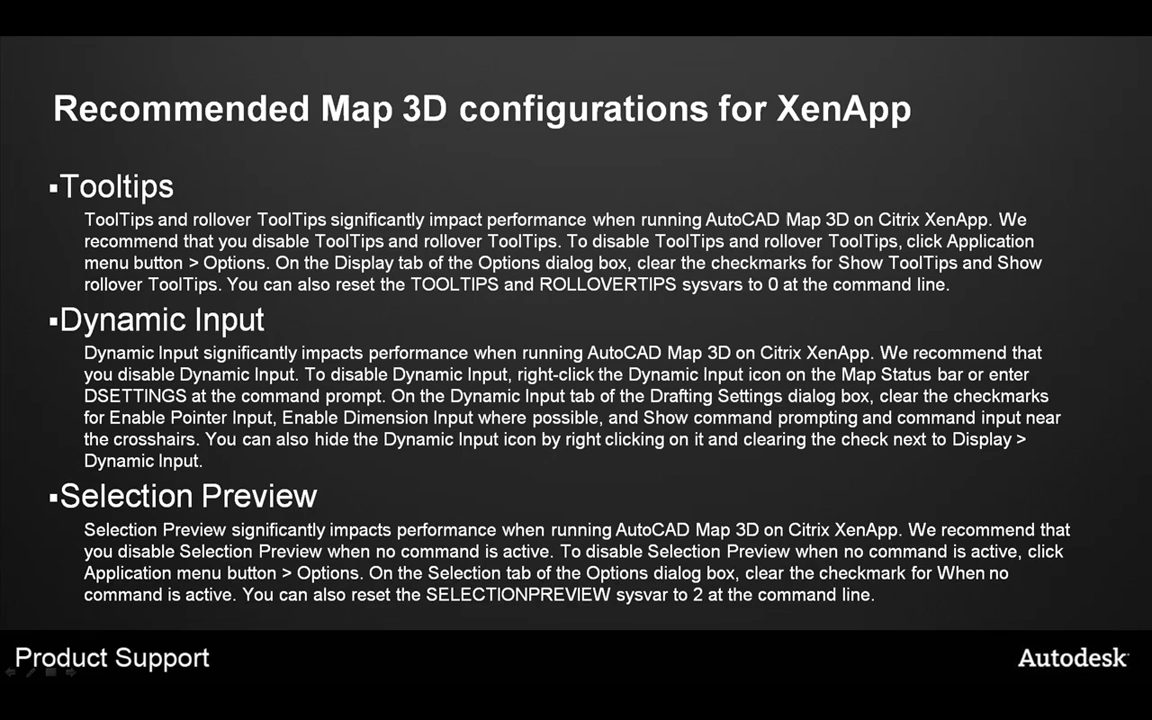 Recommended Map 3D configurations for XenApp
▪Tooltips
ToolTips and rollover ToolTips significantly impact performance when running AutoCAD Map 3D on Citrix XenApp. We
recommend that you disable ToolTips and rollover ToolTips. To disable ToolTips and rollover ToolTips, click Application
menu button > Options. On the Display tab of the Options dialog box, clear the checkmarks for Show ToolTips and Show
rollover ToolTips. You can also reset the TOOLTIPS and ROLLOVERTIPS sysvars to 0 at the command line.
▪Dynamic Input
Dynamic Input significantly impacts performance when running AutoCAD Map 3D on Citrix XenApp. We recommend that
you disable Dynamic Input. To disable Dynamic Input, right-click the Dynamic Input icon on the Map Status bar or enter
DSETTINGS at the command prompt. On the Dynamic Input tab of the Drafting Settings dialog box, clear the checkmarks
for Enable Pointer Input, Enable Dimension Input where possible, and Show command prompting and command input near
the crosshairs. You can also hide the Dynamic Input icon by right clicking on it and clearing the check next to Display >
Dynamic Input.
▪Selection Preview
Selection Preview significantly impacts performance when running AutoCAD Map 3D on Citrix XenApp. We recommend that
you disable Selection Preview when no command is active. To disable Selection Preview when no command is active, click
Application menu button > Options. On the Selection tab of the Options dialog box, clear the checkmark for When no
command is active. You can also reset the SELECTIONPREVIEW sysvar to 2 at the command line.
Product Support
Autodesk